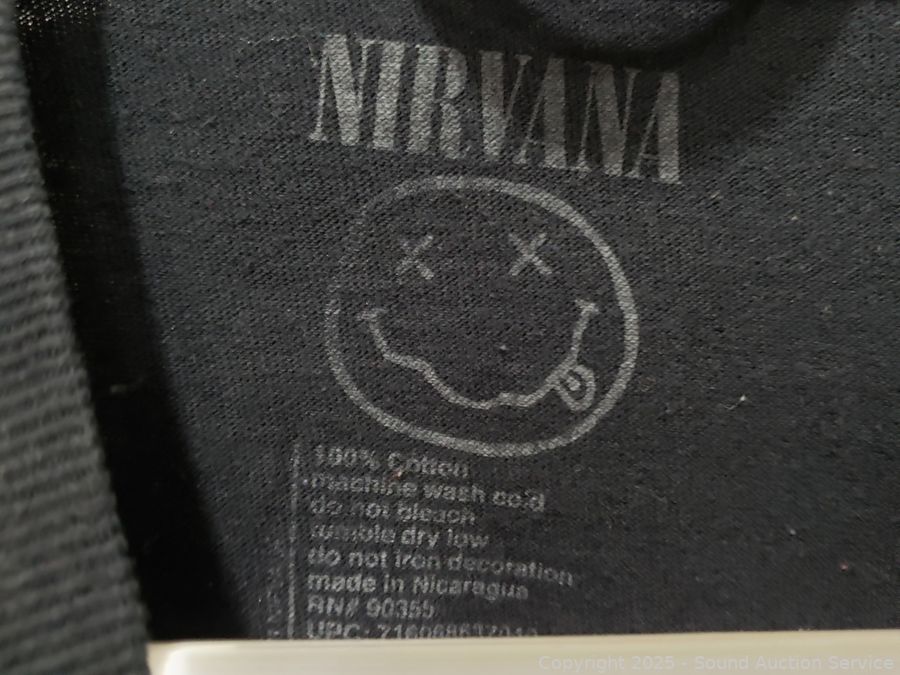 NIRVANA
100% Cotton
machine wash cold
do not bleach
tumble dry low
do not iron decoration
made in Nicaragua
RN# 90355
UPC:
Copyright 2025 - Sound Auction Service